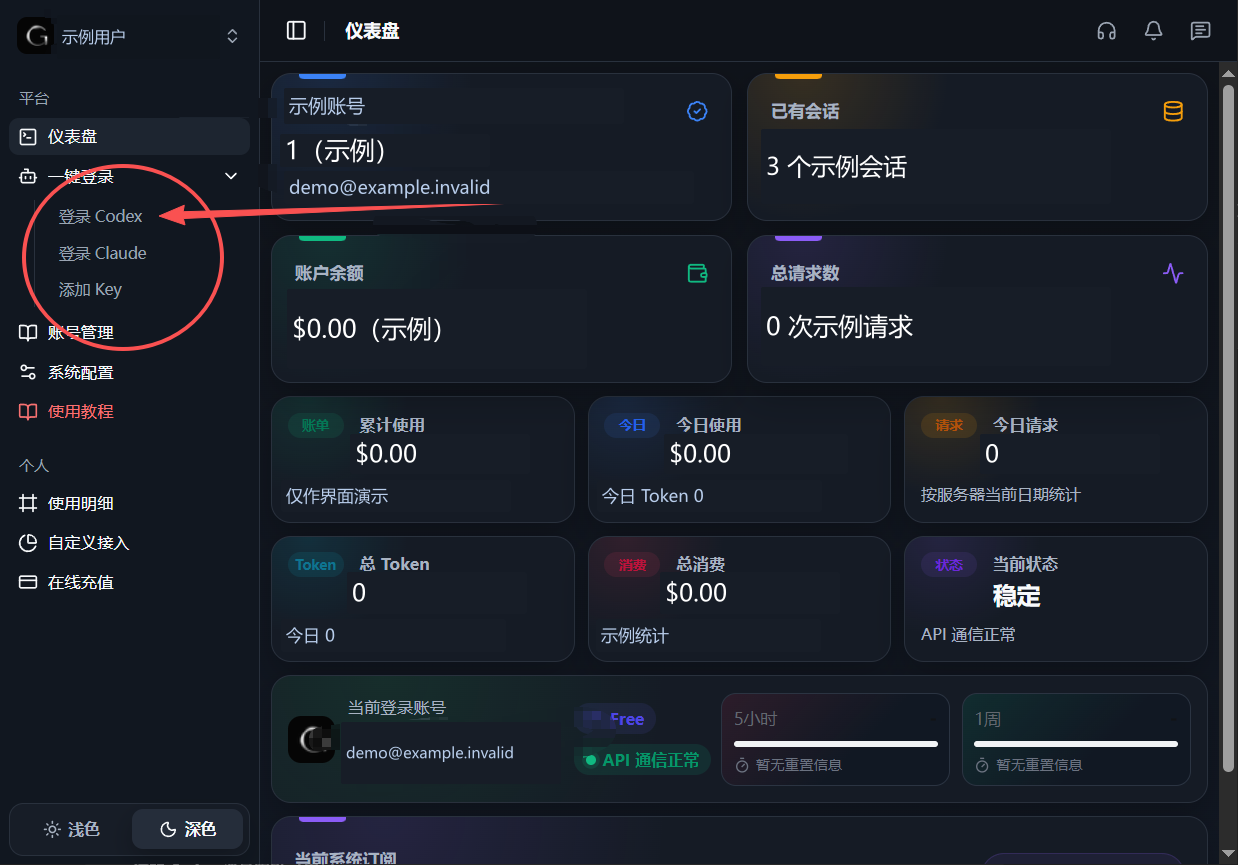 示例用户
平台
仪表盘
一键登录
登录 Codex
登录 Claude
添加 Key
账号管理
系统配置
使用教程
个人
使用明细
自定义接入
在线充值
浅色
深色
仪表盘
示例账号
1（示例）
demo@example.invalid
已有会话
3 个示例会话
账户余额
$0.00（示例）
总请求数
0 次示例请求
账单 累计使用
$0.00
仅作界面演示
今日 今日使用
$0.00
今日 Token 0
请求 今日请求
0
按服务器当前日期统计
Token 总 Token
0
今日 0
消费 总消费
$0.00
示例统计
状态 当前状态
稳定
API 通信正常
当前登录账号
demo@example.invalid
Free
API 通信正常
5小时
暂无重置信息
1周
暂无重置信息
当前系统订阅